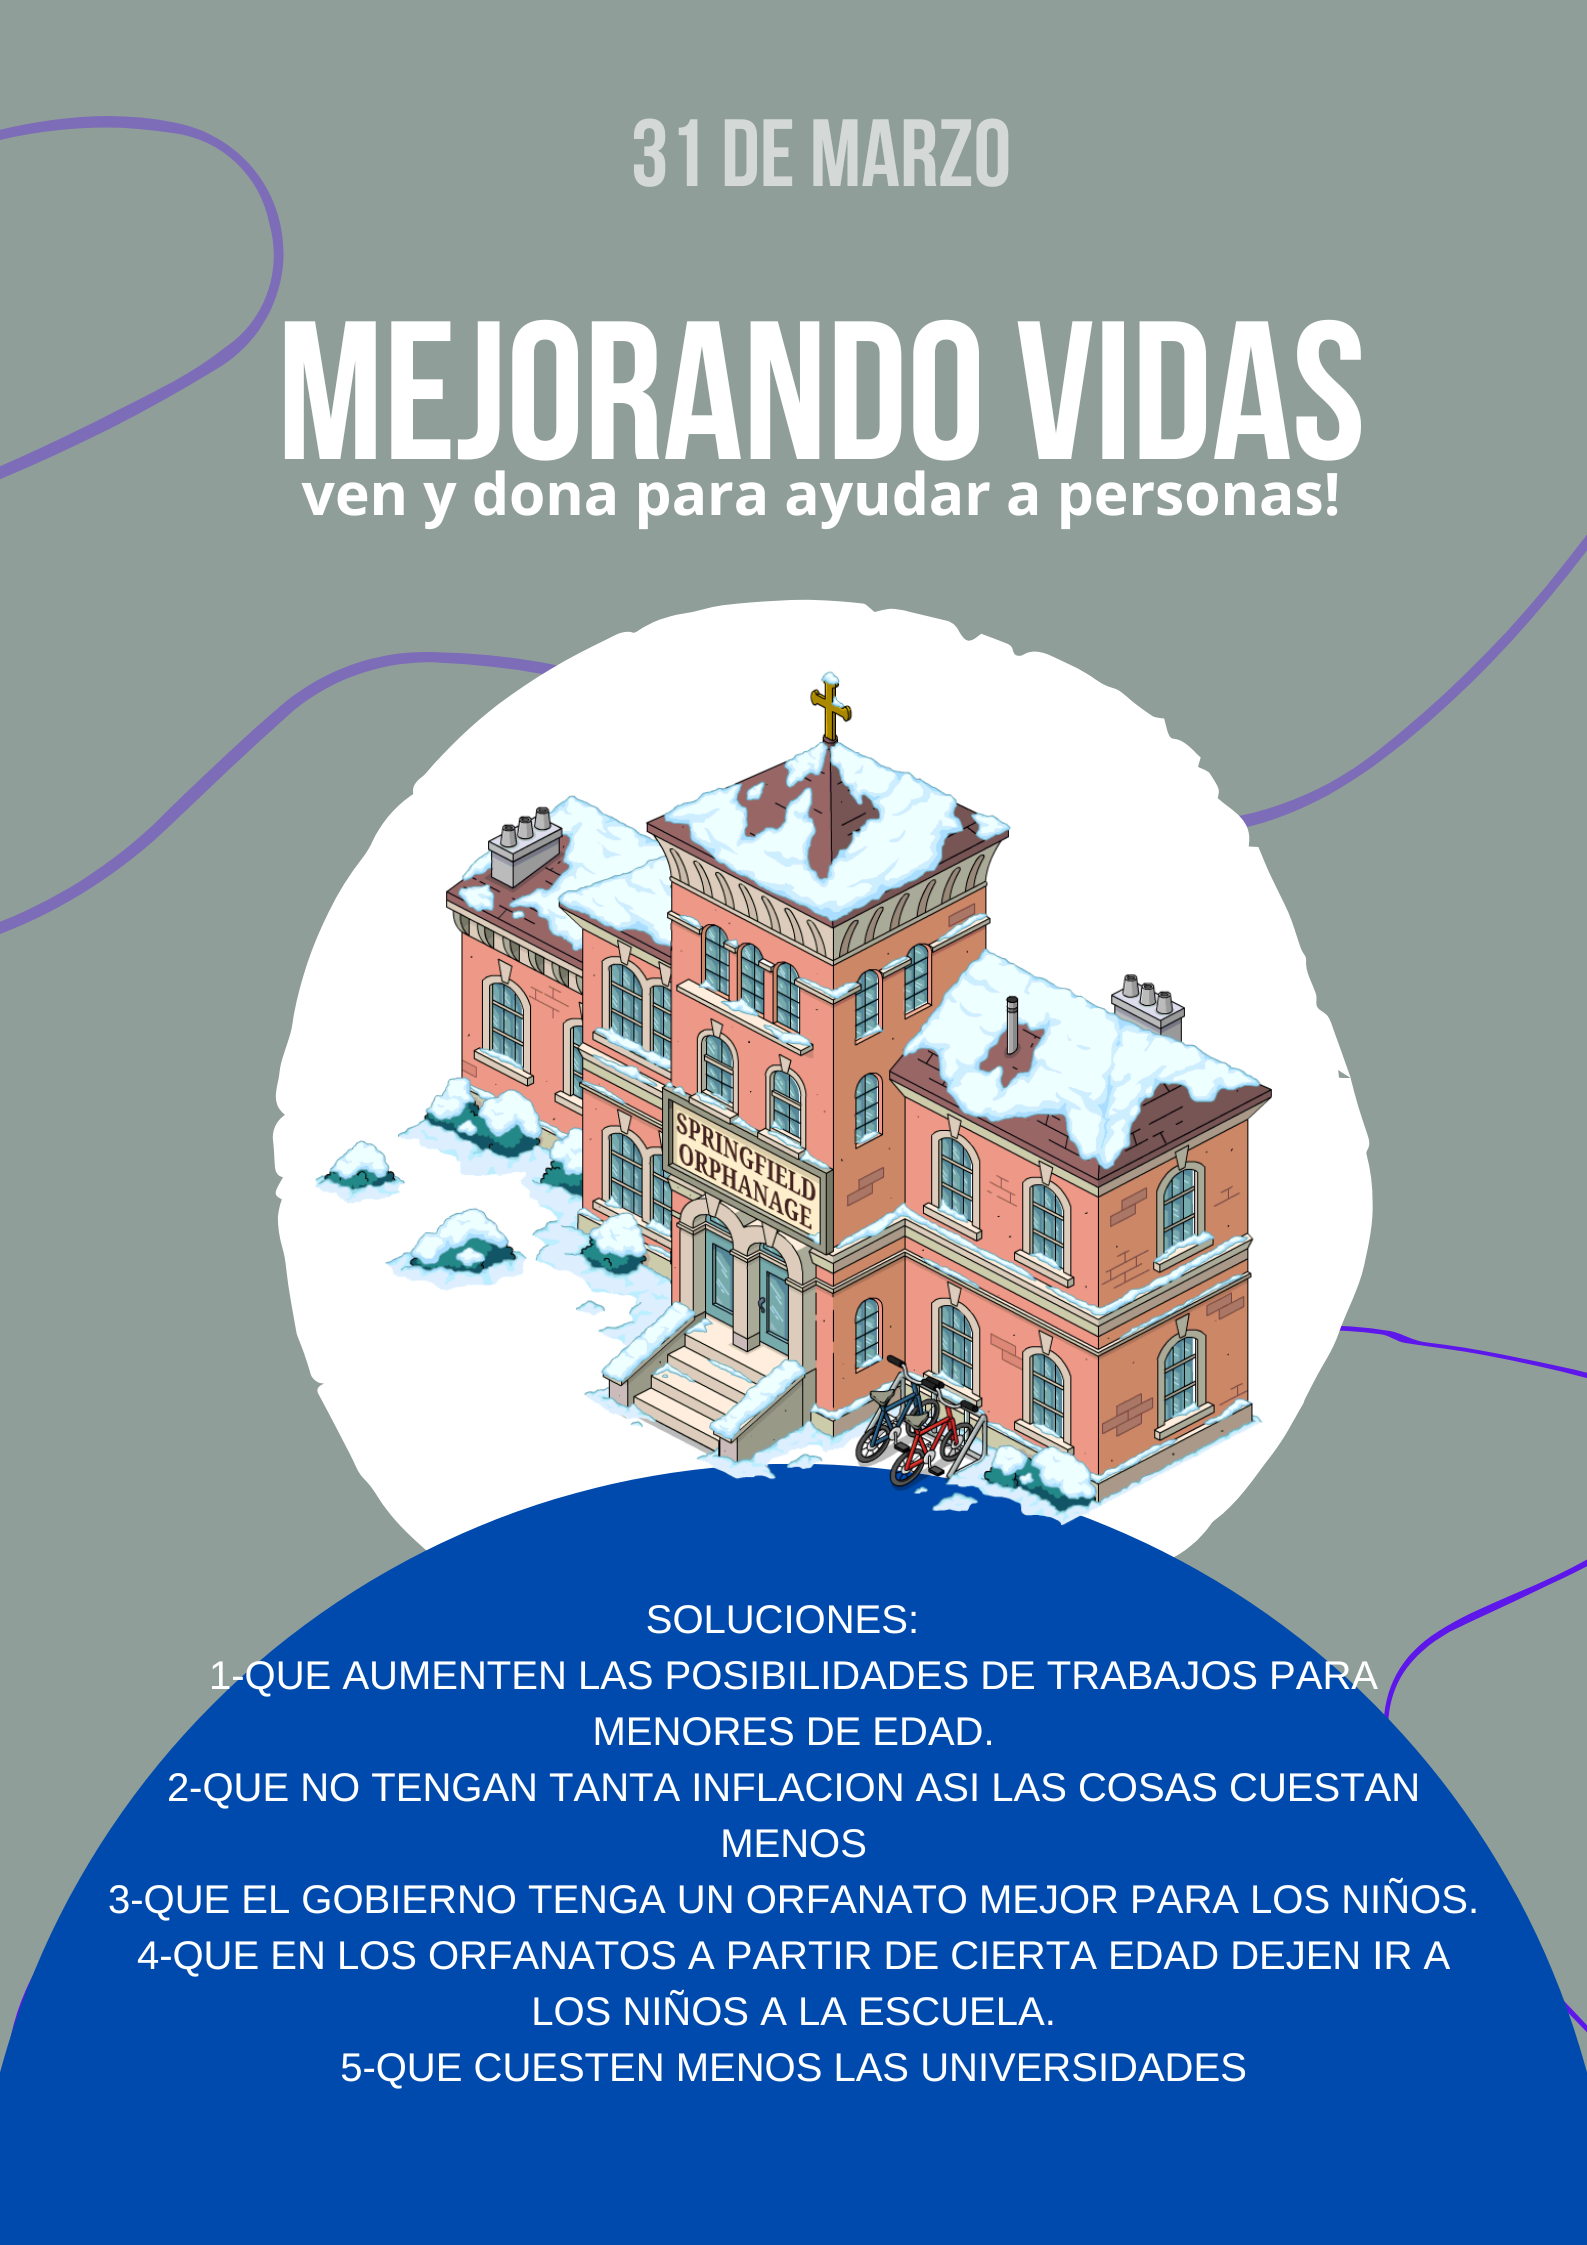 31 DE MARZO
MEJORANDO VIDAS
ven y dona para ayudar a personas!
SPRINGFIELD
ORPHANAGE
SOLUCIONES:
1-QUE AUMENTEN LAS POSIBILIDADES DE TRABAJOS PARA
MENORES DE EDAD.
2-QUE NO TENGAN TANTA INFLACION ASI LAS COSAS CUESTAN
MENOS
3-QUE EL GOBIERNO TENGA UN ORFANATO MEJOR PARA LOS NIÑOS.
4-QUE EN LOS ORFANATOS A PARTIR DE CIERTA EDAD DEJEN IR A
LOS NIÑOS A LA ESCUELA.
5-QUE CUESTEN MENOS LAS UNIVERSIDADES